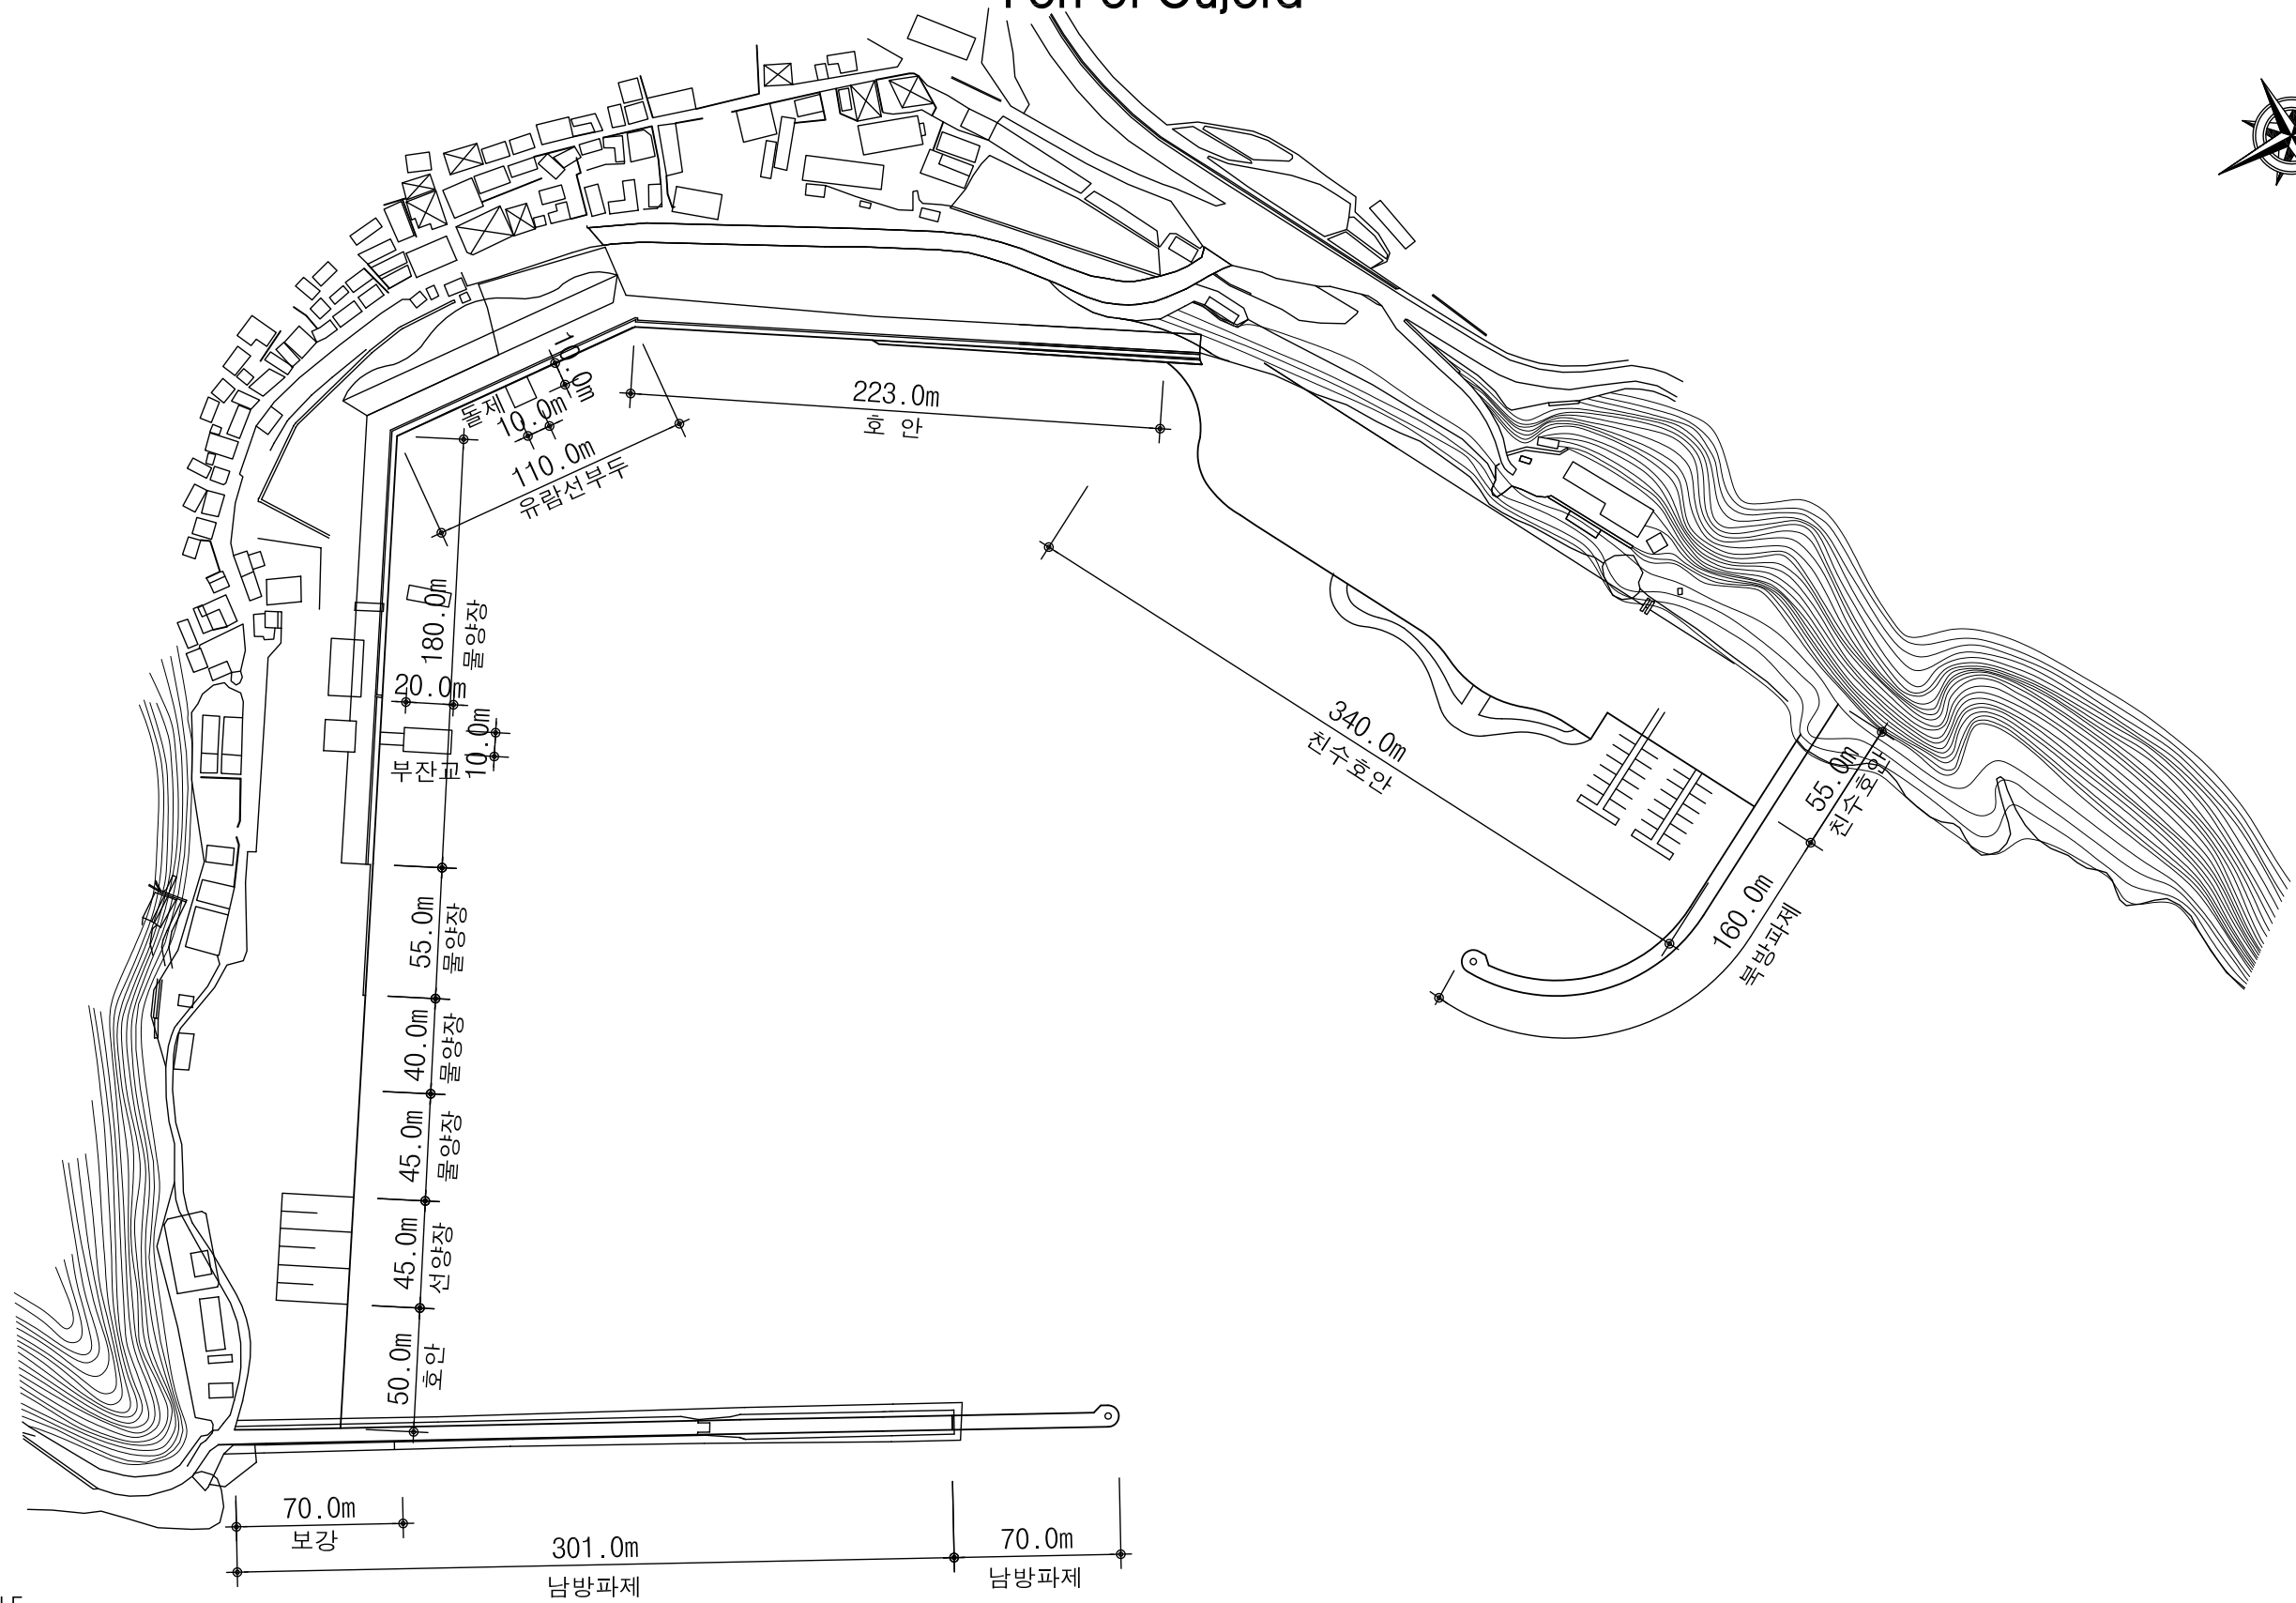 Port of Gujora
10.0m
돌제
10.0m
110.0m
유람선부두
223.0m
호 안
180.0m
물양장
20.0m
10.0m
부잔교
340.0m
친수호안
55.0m
친수호안
160.0m
북방파제
55.0m
물양장
40.0m
물양장
45.0m
물양장
45.0m
선양장
50.0m
호안
70.0m
보강
301.0m
남방파제
70.0m
남방파제